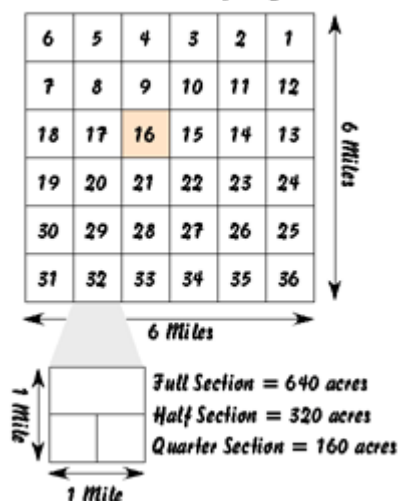 6 5 4 3 2 1
7 8 9 10 11 12
18 17 16 15 14 13
19 20 21 22 23 24
30 29 28 27 26 25
31 32 33 34 35 36
6 Miles
6 Miles
1 Mile
Full Section = 640 acres
Half Section = 320 acres
Quarter Section = 160 acres
1 Mile